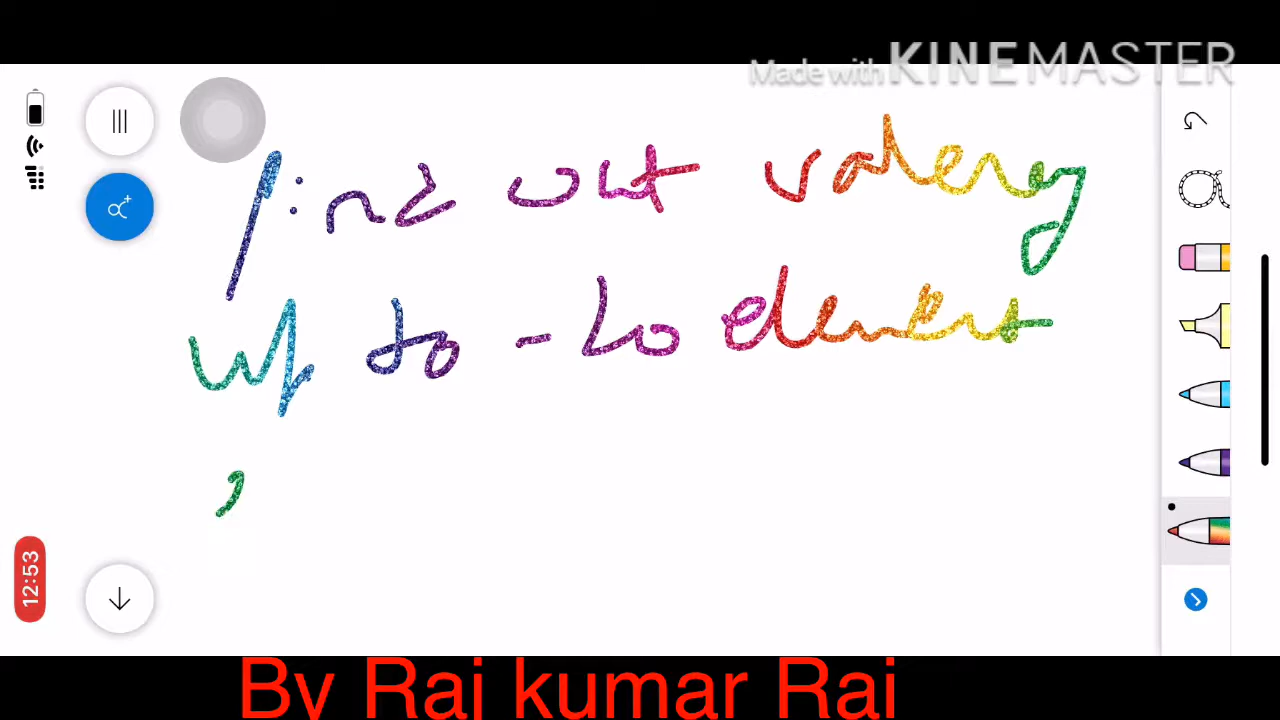 Made with KINEMASTER
find out valency
up to - 20 element
,
12:53
By Raj kumar Rai